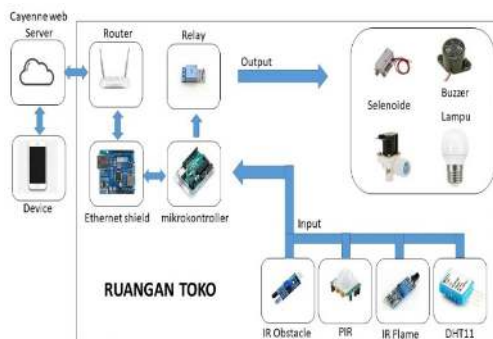 Cayenne web
Server
Router
Relay
Output
Selenoide
Buzzer
Lampu
Device
Ethernet shield
mikrokontroller
Input
RUANGAN TOKO
IR Obstacle
PIR
IR Flame
DHT11